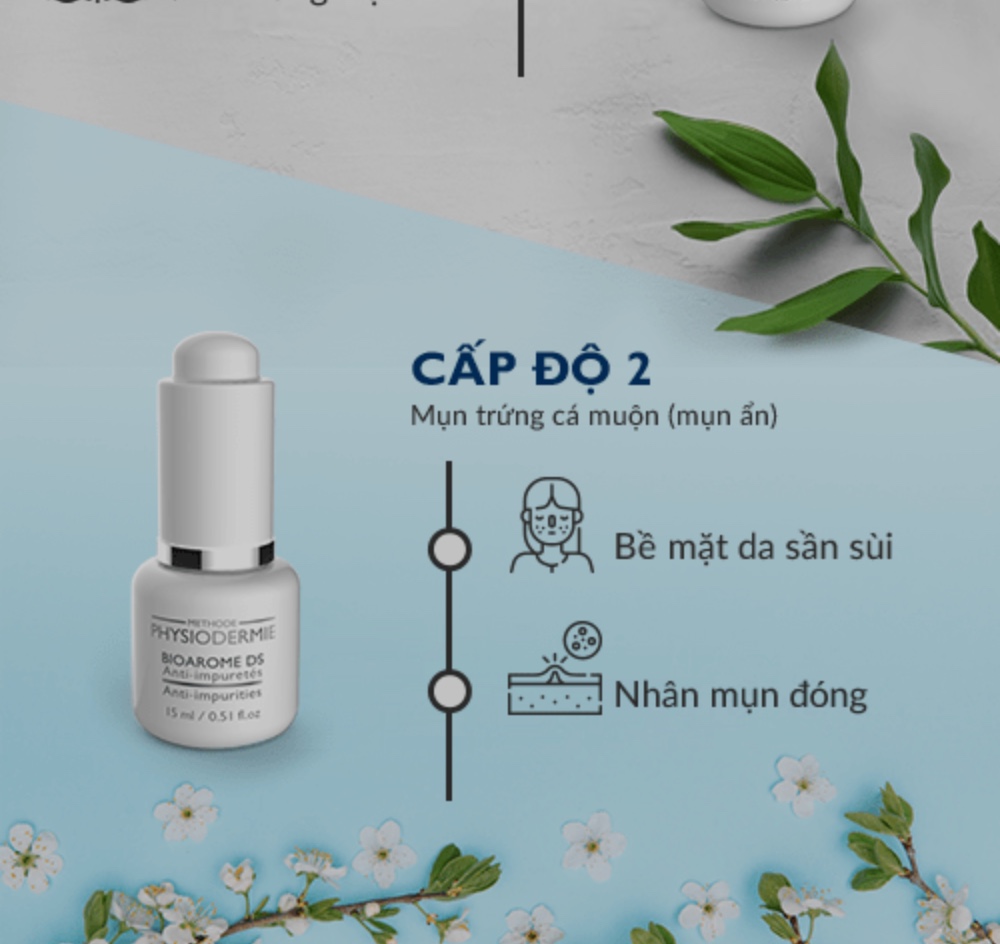 CẤP ĐỘ 2
Mụn trứng cá muộn (mụn ẩn)
Bề mặt da sần sùi
Nhân mụn đóng
METHODE
PHYSIODERMIE
BIOAROME DS
Anti-impuretés
Anti-impurities
15 ml / 0.51 fl.oz